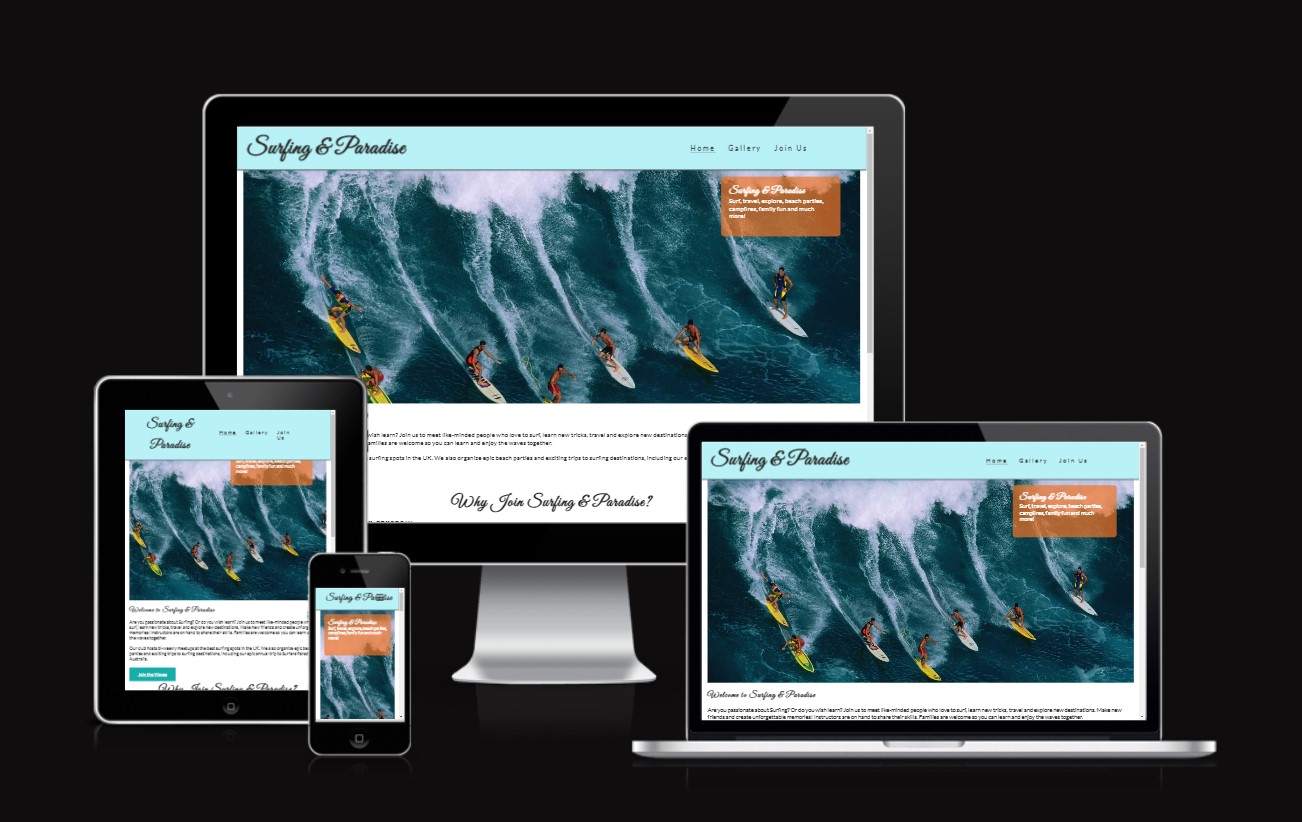 Surfing & Paradise
Home Gallery Join Us
Surfing & Paradise
Surf, travel, explore, beach parties,
campfires, family fun and much
more!
wish learn? Join us to meet like-minded people who love to surf, learn new tricks, travel and explore new destinations
amilies are welcome so you can learn and enjoy the waves together.
surfing spots in the UK. We also organize epic beach parties and exciting trips to surfing destinations, including our e
Why Join Surfing & Paradise?
Surfing &
Paradise
Home Gallery Join
Us
Surf, travel, explore, beach parties,
campfires, family fun and much
more!
Welcome to Surfing & Paradise
Are you passionate about Surfing? Or do you wish learn? Join us to meet like-minded people wh
surf, learn new tricks, travel and explore new destinations. Make new friends and create unforg
memories! Instructors are on hand to share their skills. Families are welcome so you can learn
the waves together.
Our club hosts bi-weekly meetups at the best surfing spots in the UK. We also organize epic bea
parties and exciting trips to surfing destinations, including our epic annual trip to Surfers Parad
Australia.
Join the Waves
Why Join Surfing & Paradise?
Surfing & Paradise
Surfing & Paradise
Surf, travel, explore, beach parties,
campfires, family fun and much
more!
Surfing & Paradise
Home Gallery Join Us
Surfing & Paradise
Surf, travel, explore, beach parties,
campfires, family fun and much
more!
Welcome to Surfing & Paradise
Are you passionate about Surfing? Or do you wish learn? Join us to meet like-minded people who love to surf, learn new tricks, travel and explore new destinations. Make new
friends and create unforgettable memories! Instructors are on hand to share their skills. Families are welcome so you can learn and enjoy the waves together.